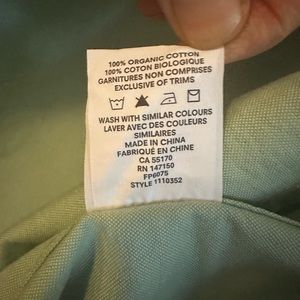 100% ORGANIC COTTON
100% COTON BIOLOGIQUE
GARNITURES NON COMPRISES
EXCLUSIVE OF TRIMS
WASH WITH SIMILAR COLOURS
LAVER AVEC DES COULEURS
SIMILAIRES
MADE IN CHINA
FABRIQUÉ EN CHINE
CA 55170
RN 147150
FP6075
STYLE 1110352